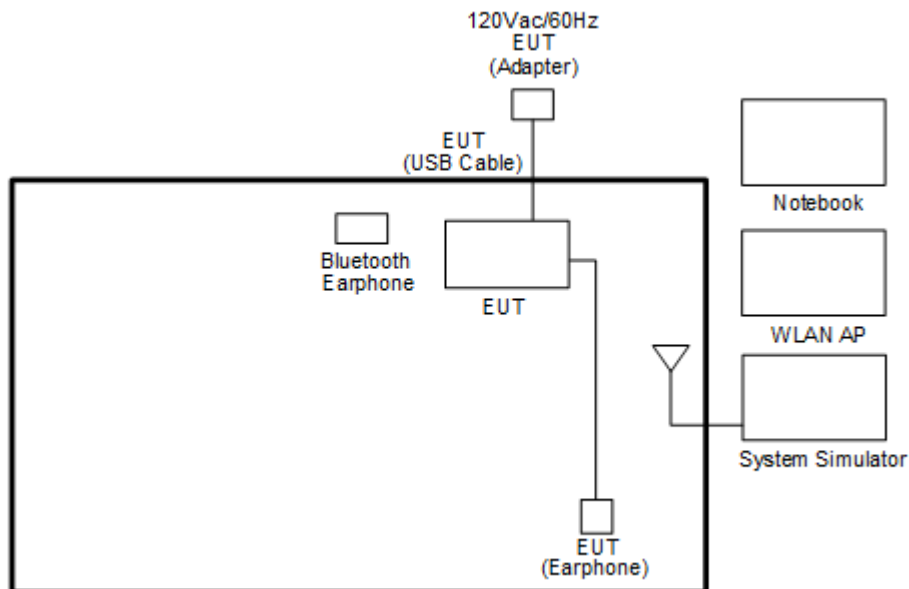 120Vac/60Hz
EUT
(Adapter)
EUT
(USB Cable)
Notebook
Bluetooth
Earphone
EUT
WLAN AP
System Simulator
EUT
(Earphone)